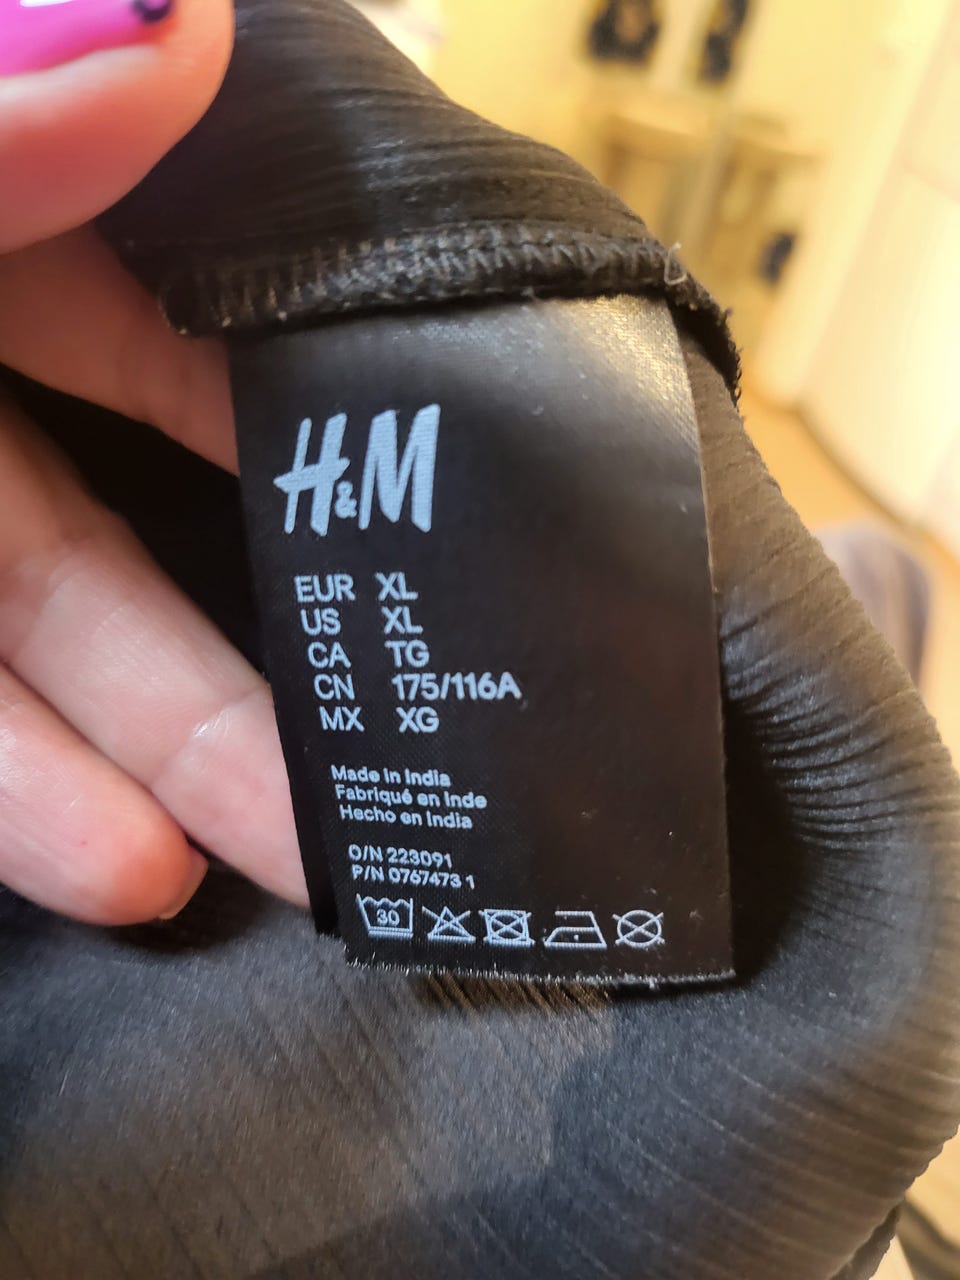 H&M
EUR XL
US XL
CA TG
CN 175/116A
MX XG
Made in India
Fabriqué en Inde
Hecho en India
O/N 223091
P/N 0767473 1
30